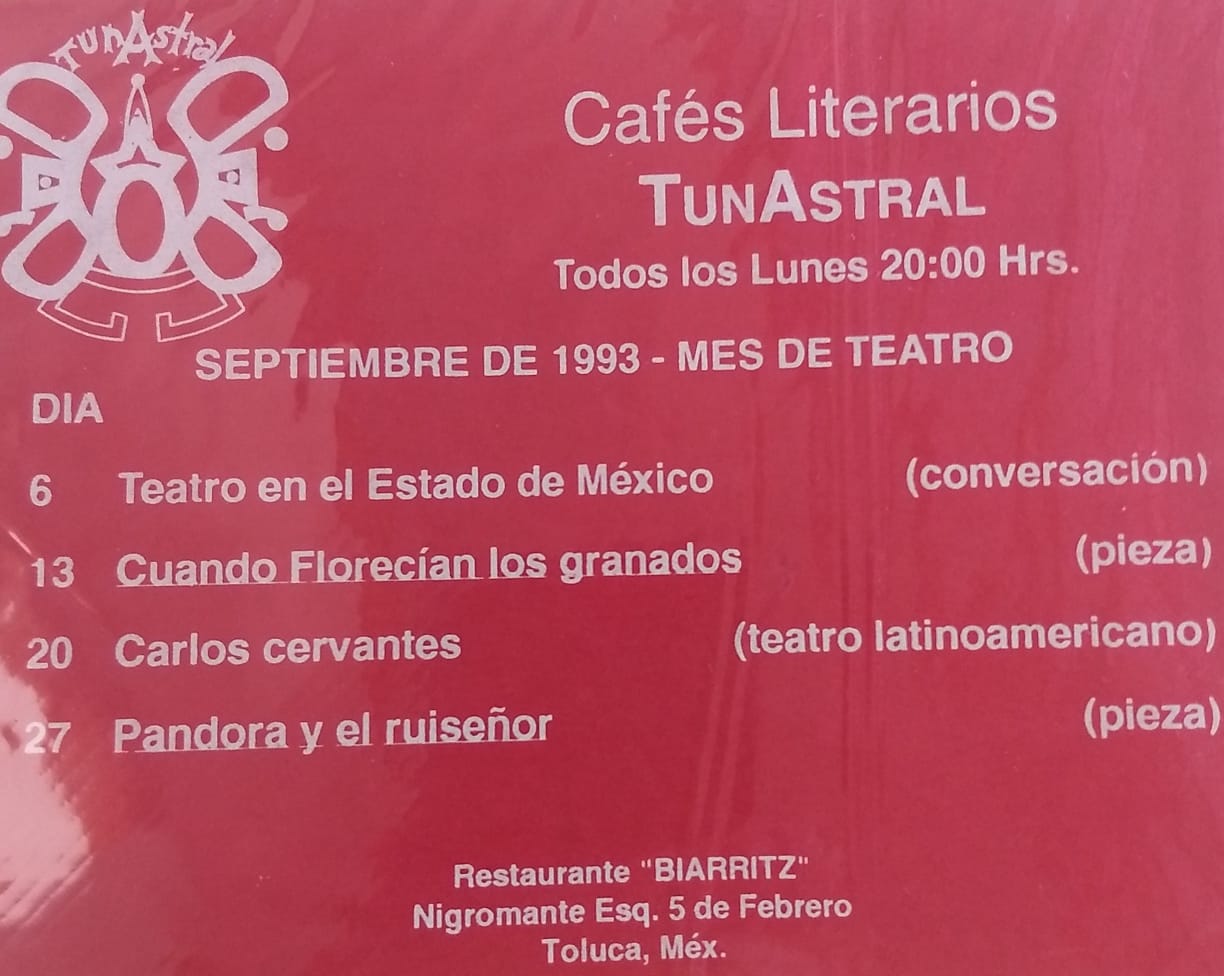 TunAstral
Cafés Literarios
TUNASTRAL
Todos los Lunes 20:00 Hrs.
SEPTIEMBRE DE 1993 - MES DE TEATRO
DIA
6 Teatro en el Estado de México (conversación)
13 Cuando Florecían los granados (pieza)
20 Carlos cervantes (teatro latinoamericano)
27 Pandora y el ruiseñor (pieza)
Restaurante "BIARRITZ"
Nigromante Esq. 5 de Febrero
Toluca, Méx.